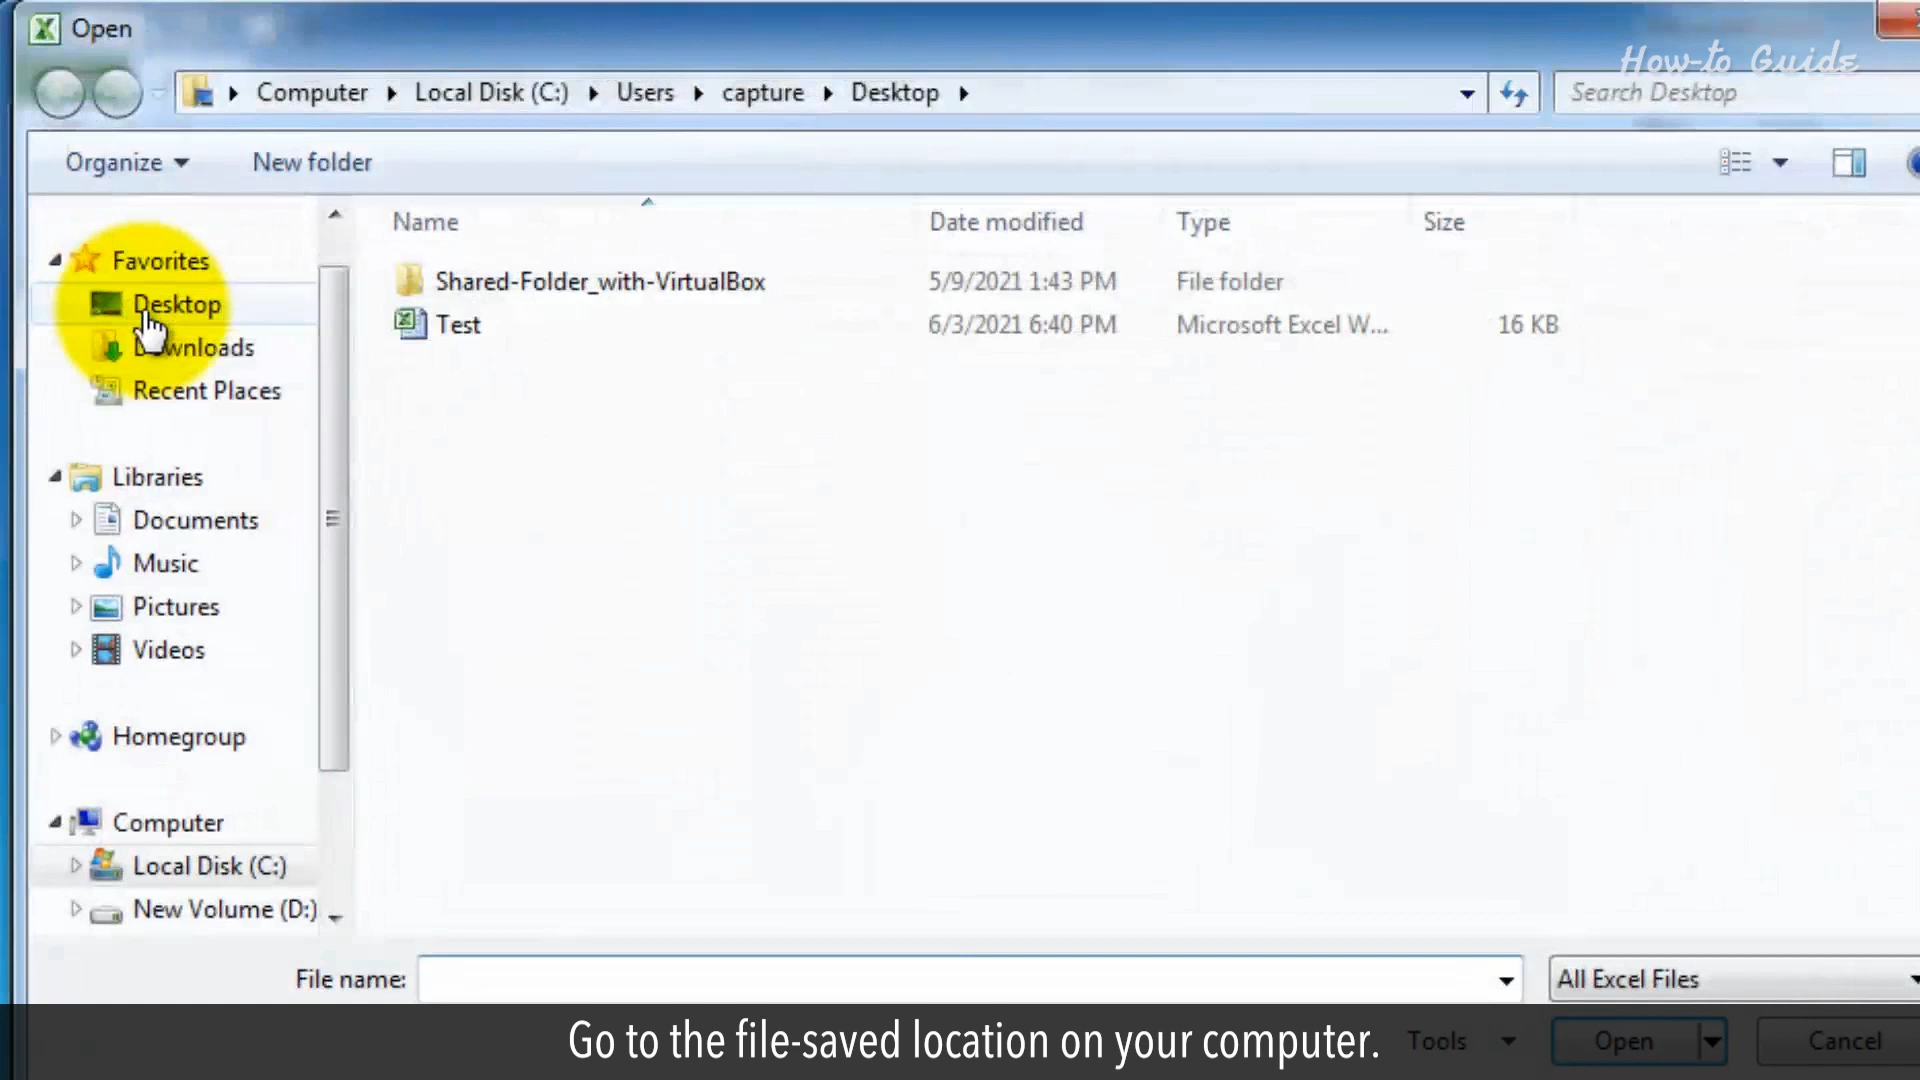 Open
How-to Guide
Computer Local Disk (C:) Users capture Desktop
Search Desktop
Organize New folder
Name Date modified Type Size
Favorites
Shared-Folder_with-VirtualBox 5/9/2021 1:43 PM File folder
Desktop
Test 6/3/2021 6:40 PM Microsoft Excel W... 16 KB
Downloads
Recent Places
Libraries
Documents
Music
Pictures
Videos
Homegroup
Computer
Local Disk (C:)
New Volume (D:)
File name: All Excel Files
Go to the file-saved location on your computer.
Tools Open Cancel